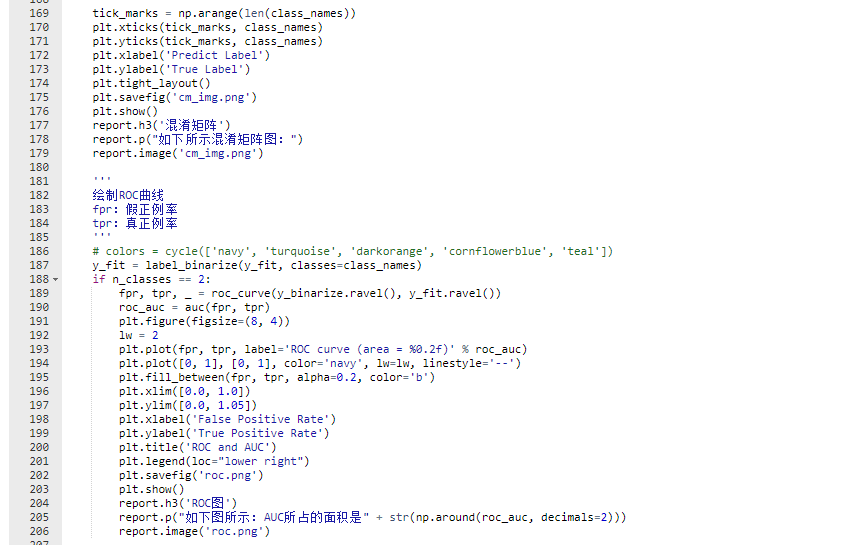 169 tick_marks = np.arange(len(class_names))
170 plt.xticks(tick_marks, class_names)
171 plt.yticks(tick_marks, class_names)
172 plt.xlabel('Predict Label')
173 plt.ylabel('True Label')
174 plt.tight_layout()
175 plt.savefig('cm_img.png')
176 plt.show()
177 report.h3('混淆矩阵')
178 report.p("如下所示混淆矩阵图：")
179 report.image('cm_img.png')
180
181 '''
182 绘制ROC曲线
183 fpr：假正例率
184 tpr：真正例率
185 '''
186 # colors = cycle(['navy', 'turquoise', 'darkorange', 'cornflowerblue', 'teal'])
187 y_fit = label_binarize(y_fit, classes=class_names)
188 if n_classes == 2:
189 fpr, tpr, _ = roc_curve(y_binarize.ravel(), y_fit.ravel())
190 roc_auc = auc(fpr, tpr)
191 plt.figure(figsize=(8, 4))
192 lw = 2
193 plt.plot(fpr, tpr, label='ROC curve (area = %0.2f)' % roc_auc)
194 plt.plot([0, 1], [0, 1], color='navy', lw=lw, linestyle='--')
195 plt.fill_between(fpr, tpr, alpha=0.2, color='b')
196 plt.xlim([0.0, 1.0])
197 plt.ylim([0.0, 1.05])
198 plt.xlabel('False Positive Rate')
199 plt.ylabel('True Positive Rate')
200 plt.title('ROC and AUC')
201 plt.legend(loc="lower right")
202 plt.savefig('roc.png')
203 plt.show()
204 report.h3('ROC图')
205 report.p("如下图所示：AUC所占的面积是" + str(np.around(roc_auc, decimals=2)))
206 report.image('roc.png')